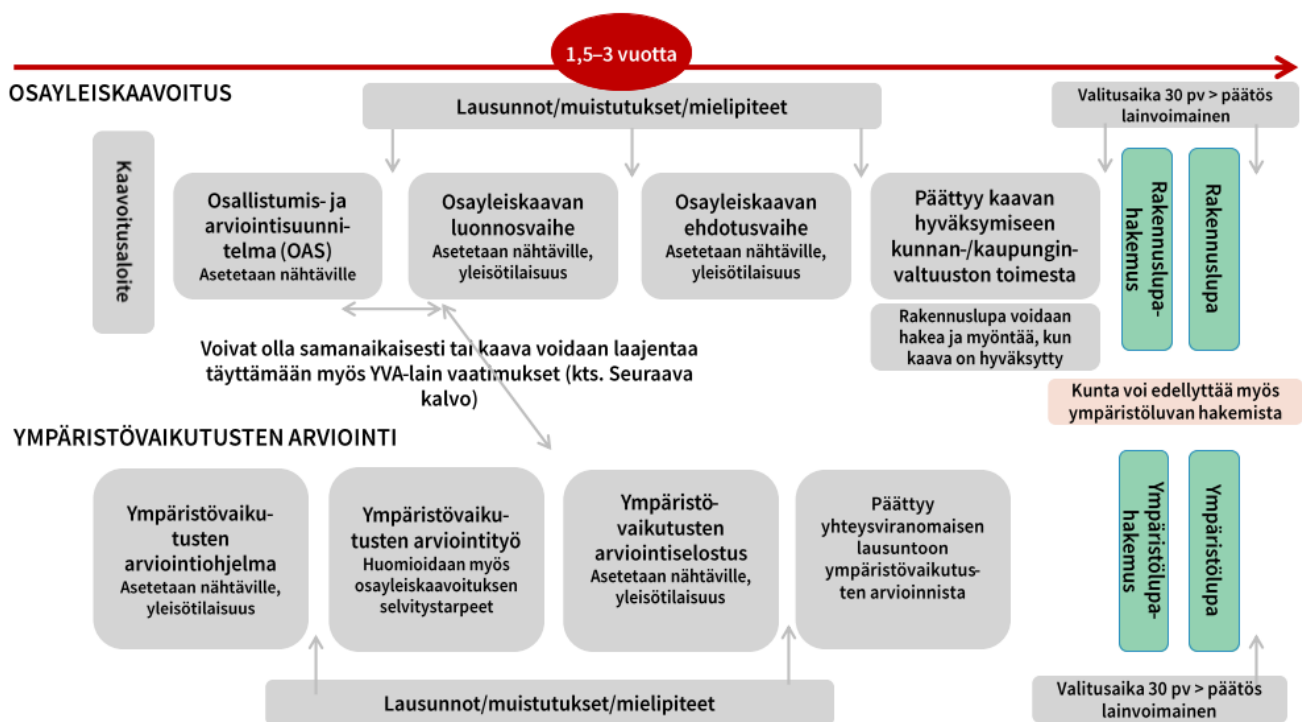 1,5–3 vuotta
OSAYLEISKAAVOITUS
Lausunnot/muistutukset/mielipiteet
Valitusaika 30 pv > päätös
lainvoimainen
Kaavoitusaloite
Osallistumis- ja
arviointisuunni-
telma (OAS)
Asetetaan nähtäville
Osayleiskaavan
luonnosvaihe
Asetetaan nähtäville,
yleisötilaisuus
Osayleiskaavan
ehdotusvaihe
Asetetaan nähtäville,
yleisötilaisuus
Päättyy kaavan
hyväksymiseen
kunnan-/kaupungin-
valtuuston toimesta
Rakennuslupa voidaan
hakea ja myöntää, kun
kaava on hyväksytty
Rakennuslupa-
hakemus
Rakennuslupa
Voivat olla samanaikaisesti tai kaava voidaan laajentaa
täyttämään myös YVA-lain vaatimukset (kts. Seuraava
kalvo)
Kunta voi edellyttää myös
ympäristöluvan hakemista
YMPÄRISTÖVAIKUTUSTEN ARVIOINTI
Ympäristövaiku-
tusten
arviointiohjelma
Asetetaan nähtäville,
yleisötilaisuus
Ympäristövaiku-
tusten arviointityö
Huomioidaan myös
osayleiskaavoituksen
selvitystarpeet
Ympäristö-
vaikutusten
arviointiselostus
Asetetaan nähtäville,
yleisötilaisuus
Päättyy
yhteysviranomaisen
lausuntoon
ympäristövaikutus-
ten arvioinnista
Ympäristölupa-
hakemus
Ympäristölupa
Lausunnot/muistutukset/mielipiteet
Valitusaika 30 pv > päätös
lainvoimainen